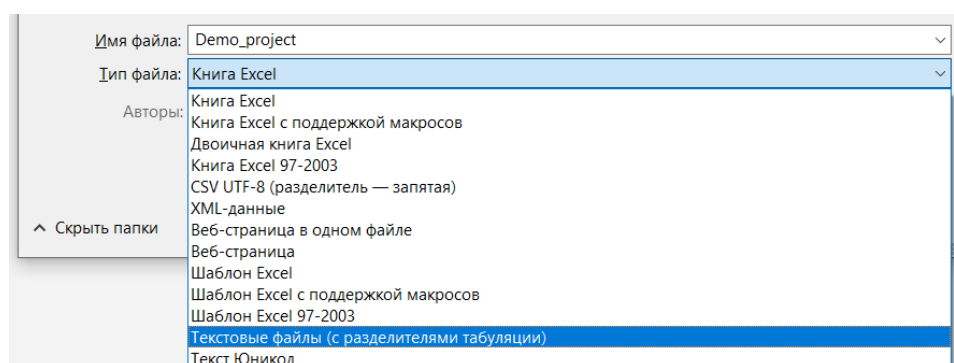 Имя файла: Demo_project
Тип файла: Книга Excel
Авторы:
Книга Excel
Книга Excel с поддержкой макросов
Двоичная книга Excel
Книга Excel 97-2003
CSV UTF-8 (разделитель — запятая)
XML-данные
Скрыть папки
Веб-страница в одном файле
Веб-страница
Шаблон Excel
Шаблон Excel с поддержкой макросов
Шаблон Excel 97-2003
Текстовые файлы (с разделителями табуляции)
Текст Юникод